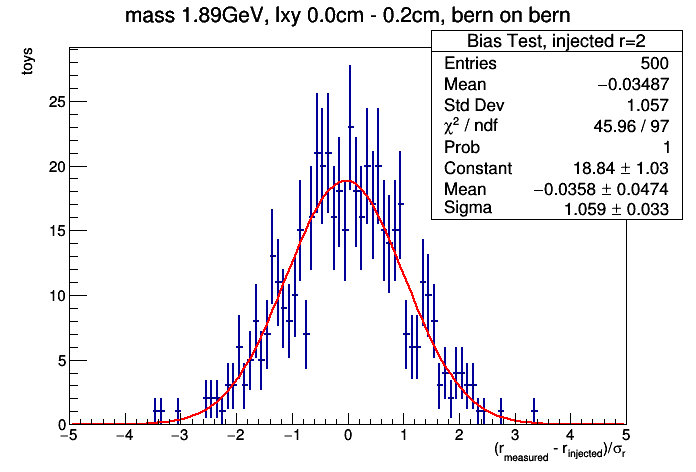 mass 1.89GeV, lxy 0.0cm - 0.2cm, bern on bern
Bias Test, injected r=2
Entries 500
Mean −0.03487
Std Dev 1.057
χ² / ndf 45.96 / 97
Prob 1
Constant 18.84 ± 1.03
Mean −0.0358 ± 0.0474
Sigma 1.059 ± 0.033
toys
25
20
15
10
5
0
−5 −4 −3 −2 −1 0 1 2 3 4 5
(r_measured - r_injected)/σ_r